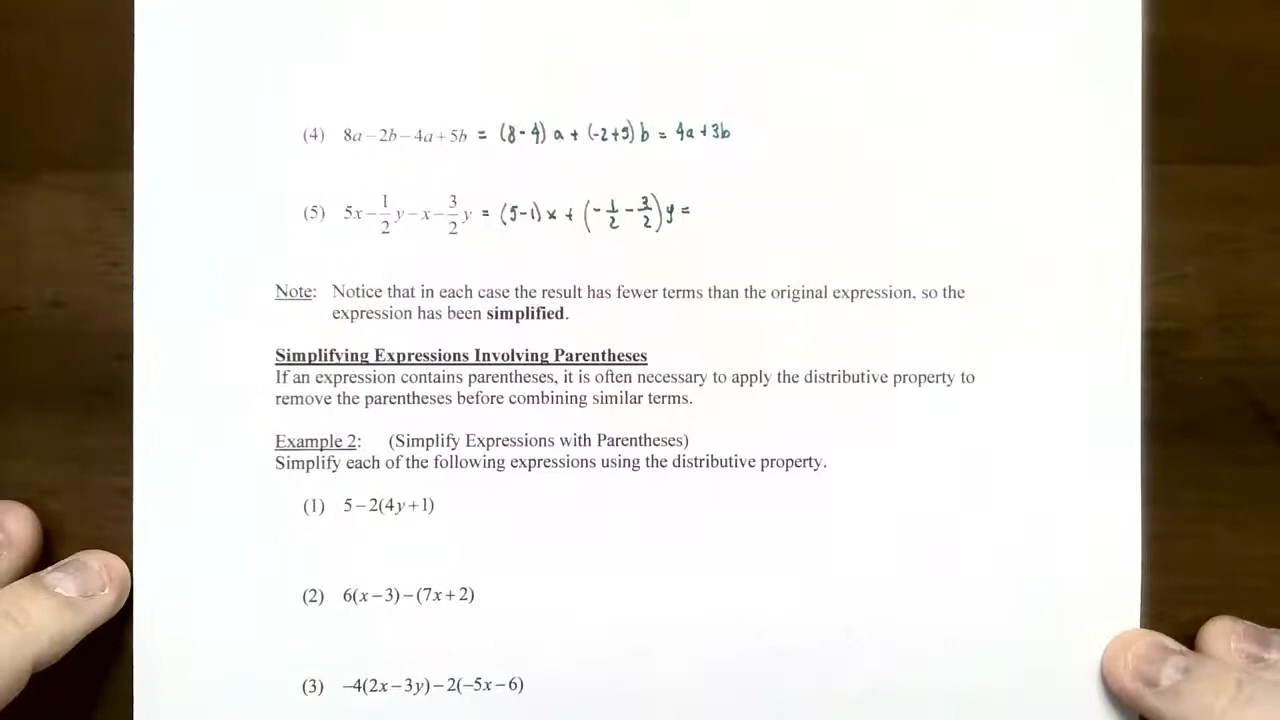 (4) 8a – 2b – 4a + 5b = (8-4) a + (-2+5) b = 4a + 3b
(5) 5x – 1/2 y – x – 3/2 y = (5-1) x + (- 1/2 - 3/2) y =
Note: Notice that in each case the result has fewer terms than the original expression, so the
expression has been simplified.
Simplifying Expressions Involving Parentheses
If an expression contains parentheses, it is often necessary to apply the distributive property to
remove the parentheses before combining similar terms.
Example 2: (Simplify Expressions with Parentheses)
Simplify each of the following expressions using the distributive property.
(1) 5 – 2(4y + 1)
(2) 6(x – 3) – (7x + 2)
(3) –4(2x – 3y) – 2(–5x – 6)